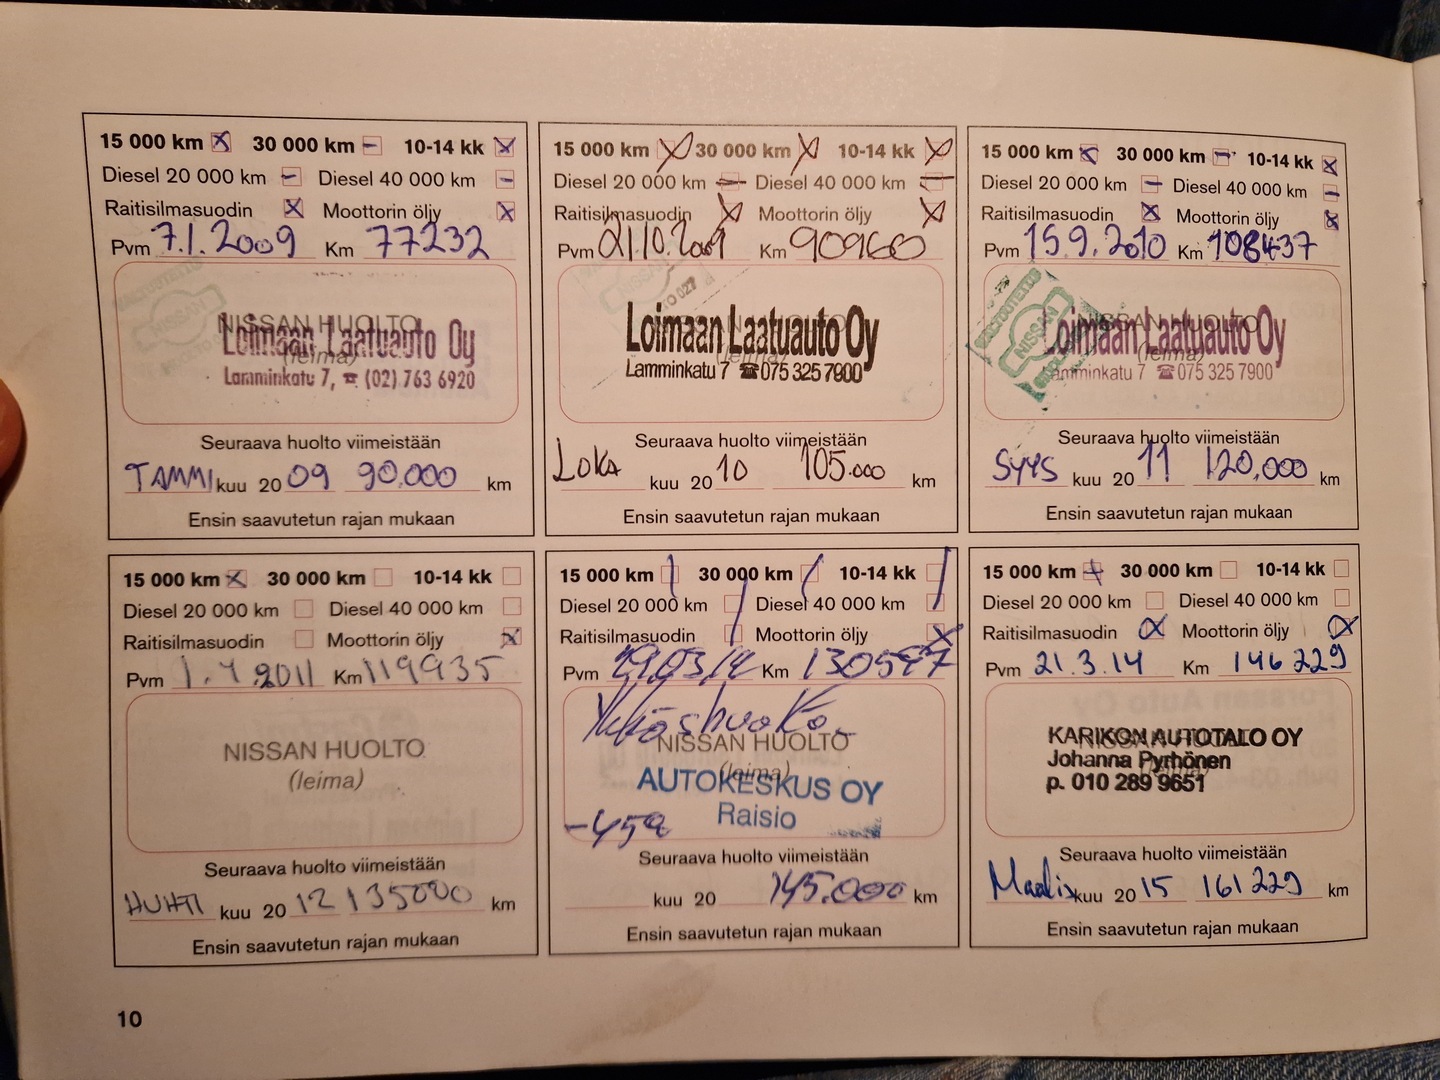 15 000 km 30 000 km 10-14 kk
Diesel 20 000 km Diesel 40 000 km
Raitisilmasuodin Moottorin öljy
Pvm 7.1.2009 Km 77232
NISSAN HUOLTO
Loimaan Laatuauto Oy
(leima)
Lamminkatu 7, ☎ (02) 763 6920
Seuraava huolto viimeistään
TAMMI kuu 20 09 90.000 km
Ensin saavutetun rajan mukaan
15 000 km 30 000 km 10-14 kk
Diesel 20 000 km Diesel 40 000 km
Raitisilmasuodin Moottorin öljy
Pvm 21.10.2009 Km 90960
NISSAN
027
Loimaan Laatuauto Oy
(leima)
Lamminkatu 7 ☎ 075 325 7900
Seuraava huolto viimeistään
LOKA kuu 20 10 105.000 km
Ensin saavutetun rajan mukaan
15 000 km 30 000 km 10-14 kk
Diesel 20 000 km Diesel 40 000 km
Raitisilmasuodin Moottorin öljy
Pvm 15.9.2010 Km 108437
NISSAN
NISSAN HUOLTO
Loimaan Laatuauto Oy
(leima)
Lamminkatu 7 ☎ 075 325 7900
Seuraava huolto viimeistään
SYYS kuu 20 11 120.000 km
Ensin saavutetun rajan mukaan
15 000 km 30 000 km 10-14 kk
Diesel 20 000 km Diesel 40 000 km
Raitisilmasuodin Moottorin öljy
Pvm 1.4.2011 Km 119935
NISSAN HUOLTO
(leima)
Seuraava huolto viimeistään
HUHTI kuu 20 12 135000 km
Ensin saavutetun rajan mukaan
15 000 km 30 000 km 10-14 kk
Diesel 20 000 km Diesel 40 000 km
Raitisilmasuodin Moottorin öljy
Pvm Km
NISSAN HUOLTO
(leima)
AUTOKESKUS OY
Raisio
Seuraava huolto viimeistään
kuu 20 145.000 km
Ensin saavutetun rajan mukaan
15 000 km 30 000 km 10-14 kk
Diesel 20 000 km Diesel 40 000 km
Raitisilmasuodin Moottorin öljy
Pvm 21.3.14 Km 146229
KARIKON AUTOTALO OY
Johanna Pyrhönen
p. 010 289 9651
Seuraava huolto viimeistään
Maalis kuu 20 15 161229 km
Ensin saavutetun rajan mukaan
10